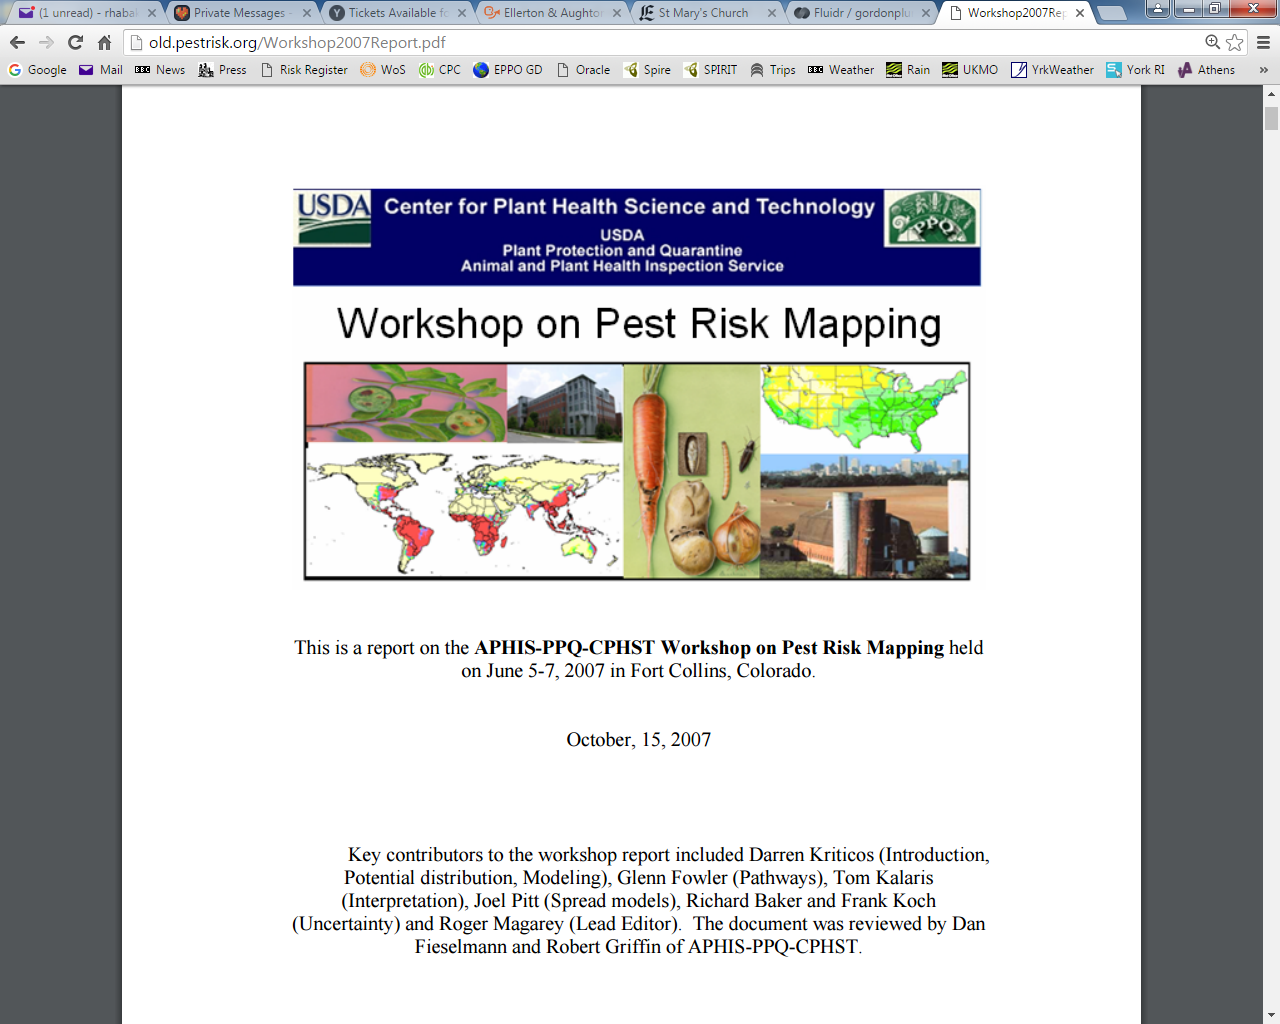 (1 unread) - rhabal
Private Messages -
Tickets Available fo
Ellerton & Aughton
St Mary's Church
Fluidr / gordonplu
Workshop2007Rep
old.pestrisk.org/Workshop2007Report.pdf
Google Mail BBC News Press Risk Register WoS CPC EPPO GD Oracle Spire SPIRIT Trips BBC Weather Rain UKMO YrkWeather York RI Athens »
USDA
Center for Plant Health Science and Technology
USDA
Plant Protection and Quarantine
Animal and Plant Health Inspection Service
PPQ
Workshop on Pest Risk Mapping
This is a report on the APHIS-PPQ-CPHST Workshop on Pest Risk Mapping held
on June 5-7, 2007 in Fort Collins, Colorado.
October, 15, 2007
Key contributors to the workshop report included Darren Kriticos (Introduction,
Potential distribution, Modeling), Glenn Fowler (Pathways), Tom Kalaris
(Interpretation), Joel Pitt (Spread models), Richard Baker and Frank Koch
(Uncertainty) and Roger Magarey (Lead Editor).  The document was reviewed by Dan
Fieselmann and Robert Griffin of APHIS-PPQ-CPHST.